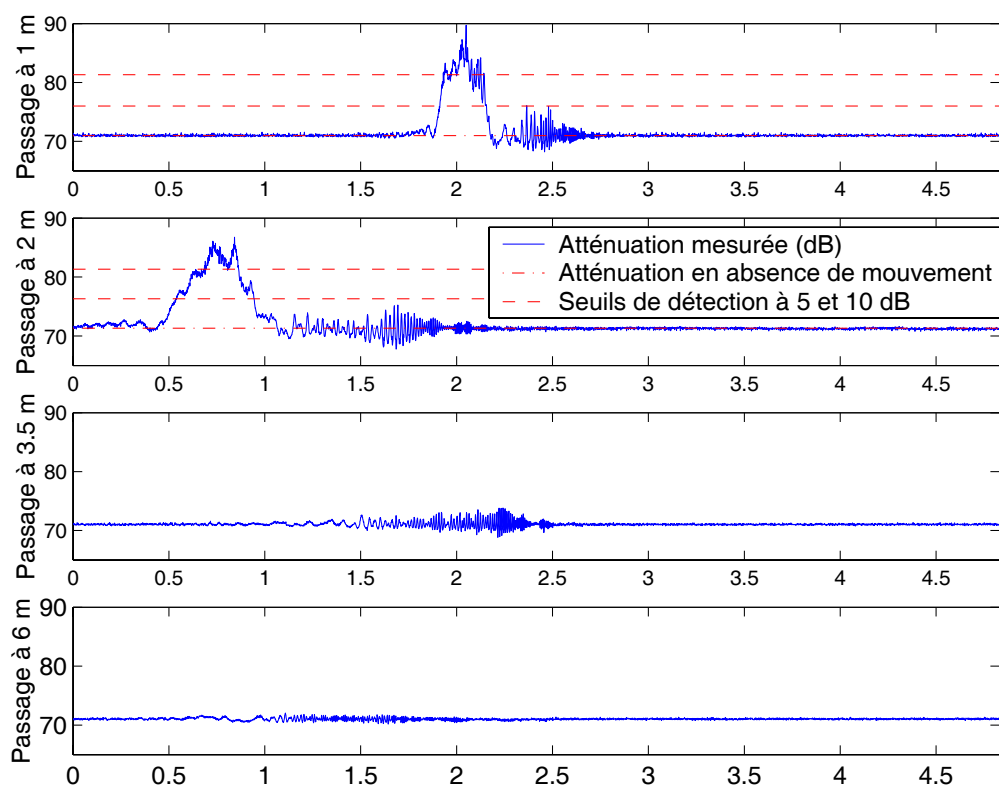 Passage à 1 m
90
80
70
0 0.5 1 1.5 2 2.5 3 3.5 4 4.5
Passage à 2 m
90
80
70
Atténuation mesurée (dB)
Atténuation en absence de mouvement
Seuils de détection à 5 et 10 dB
0 0.5 1 1.5 2 2.5 3 3.5 4 4.5
Passage à 3.5 m
90
80
70
0 0.5 1 1.5 2 2.5 3 3.5 4 4.5
Passage à 6 m
90
80
70
0 0.5 1 1.5 2 2.5 3 3.5 4 4.5